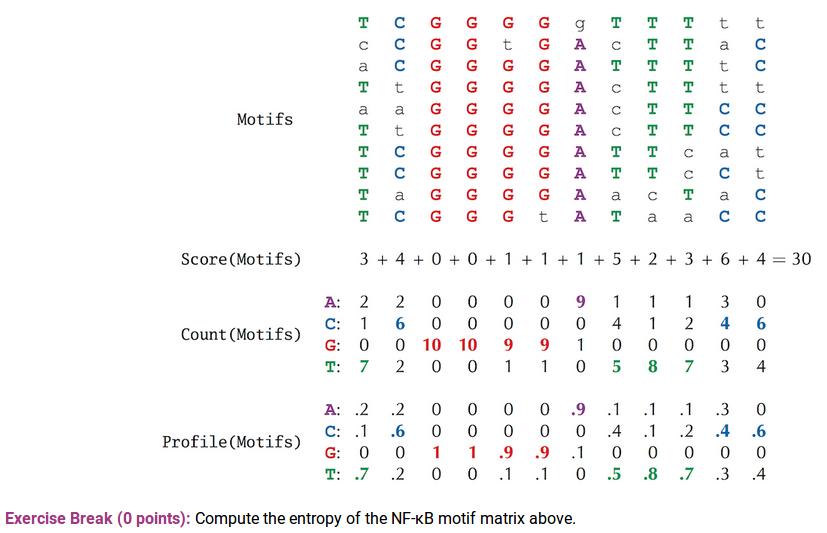 T C G G G G g T T T t t
c C G G t G A c T T a C
a C G G G G A T T T t C
T t G G G G A c T T t t
Motifs a a G G G G A c T T C C
T t G G G G A c T T C C
T C G G G G A T T c a t
T C G G G G A T T c C t
T a G G G G A a c T a C
T C G G G t A T a a C C
Score(Motifs) 3 + 4 + 0 + 0 + 1 + 1 + 1 + 5 + 2 + 3 + 6 + 4 = 30
A: 2 2 0 0 0 0 9 1 1 1 3 0
Count(Motifs) C: 1 6 0 0 0 0 0 4 1 2 4 6
G: 0 0 10 10 9 9 1 0 0 0 0 0
T: 7 2 0 0 1 1 0 5 8 7 3 4
A: .2 .2 0 0 0 0 .9 .1 .1 .1 .3 0
Profile(Motifs) C: .1 .6 0 0 0 0 0 .4 .1 .2 .4 .6
G: 0 0 1 1 .9 .9 .1 0 0 0 0 0
T: .7 .2 0 0 .1 .1 0 .5 .8 .7 .3 .4
Exercise Break (0 points): Compute the entropy of the NF-κB motif matrix above.